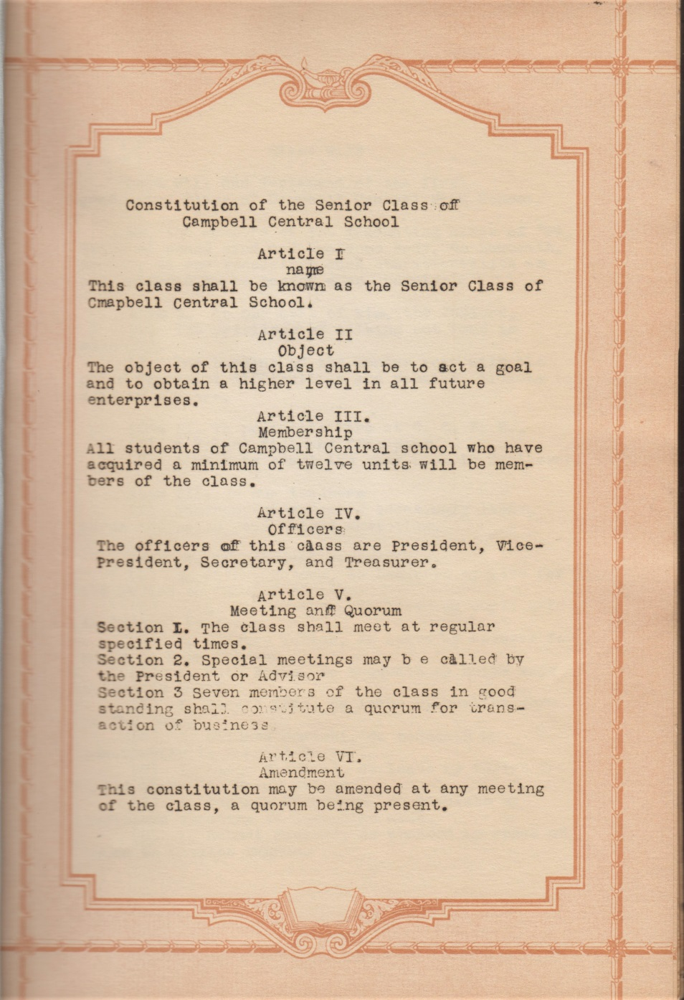 Constitution of the Senior Class of
Campbell Central School
Article I
name
This class shall be known as the Senior Class of
Cmapbell Central School.
Article II
Object
The object of this class shall be to act a goal
and to obtain a higher level in all future
enterprises.
Article III.
Membership
All students of Campbell Central school who have
acquired a minimum of twelve units will be mem-
bers of the class.
Article IV.
Officers
The officers of this class are President, Vice-
President, Secretary, and Treasurer.
Article V.
Meeting and Quorum
Section I. The class shall meet at regular
specified times.
Section 2. Special meetings may b e called by
the President or Advisor
Section 3 Seven members of the class in good
standing shall constitute a quorum for trans-
action of business.
Article VI.
Amendment
This constitution may be amended at any meeting
of the class, a quorum being present.